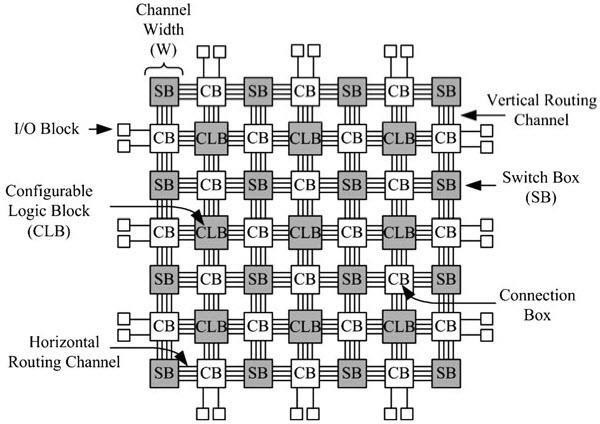 Channel
Width
(W)
SB CB SB CB SB CB SB
Vertical Routing
Channel
I/O Block
CB CLB CB CLB CB CLB CB
Configurable
Logic Block
(CLB)
SB CB SB CB SB CB SB
Switch Box
(SB)
CB CLB CB CLB CB CLB CB
SB CB SB CB SB CB SB
Connection
Box
CB CLB CB CLB CB CLB CB
Horizontal
Routing Channel
SB CB SB CB SB CB SB